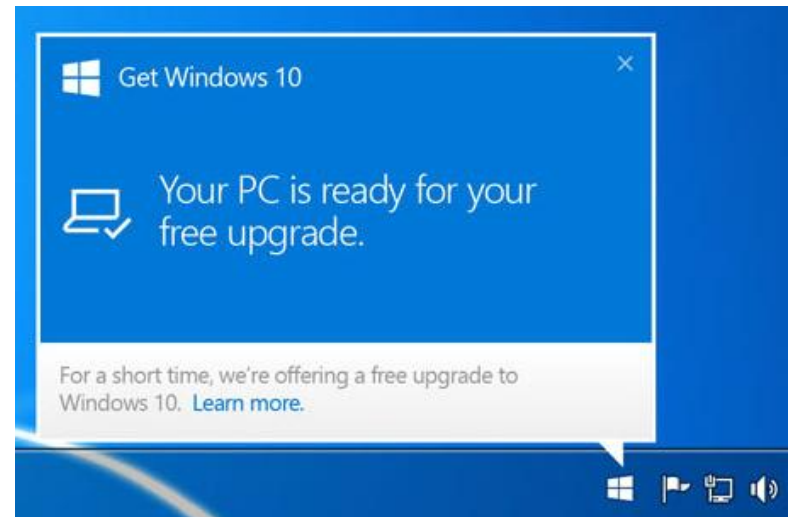 Get Windows 10
Your PC is ready for your
free upgrade.
For a short time, we're offering a free upgrade to
Windows 10. Learn more.